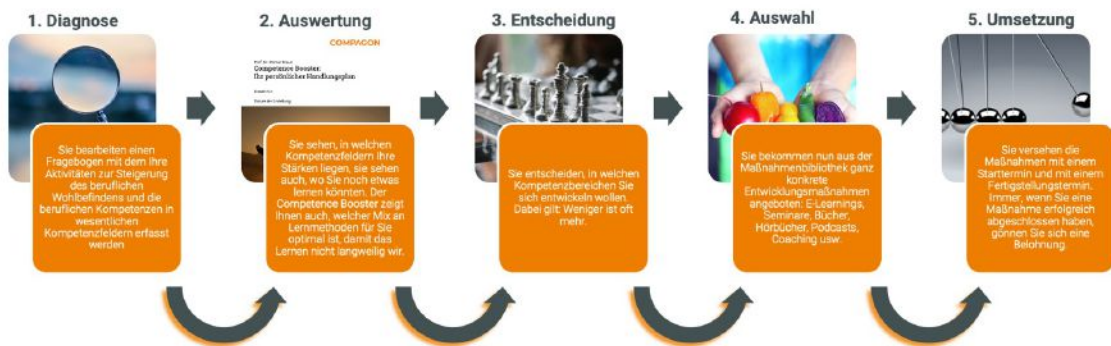 1. Diagnose
2. Auswertung
3. Entscheidung
4. Auswahl
5. Umsetzung
COMPAGON
Competence Booster:
Ihr persönlicher Handlungsplan
Sie bearbeiten einen
Fragebogen mit dem Ihre
Aktivitäten zur Steigerung
des beruflichen
Wohlbefindens und die
beruflichen Kompetenzen in
wesentlichen
Kompetenzfeldern erfasst
werden
Sie sehen, in welchen
Kompetenzfeldern Ihre
Stärken liegen, sie sehen
auch, wo Sie noch etwas
lernen könnten. Der
Competence Booster zeigt
Ihnen auch, welcher Mix an
Lernmethoden für Sie
optimal ist, damit das
Lernen nicht langweilig wir.
Sie entscheiden, in welchen
Kompetenzbereichen Sie
sich entwickeln wollen.
Dabei gilt: Weniger ist oft
mehr.
Sie bekommen nun aus der
Maßnahmenbibliothek ganz
konkrete
Entwicklungsmaßnahmen
angeboten: E-Learnings,
Seminare, Bücher,
Hörbücher, Podcasts,
Coaching usw.
Sie versehen die
Maßnahmen mit einem
Starttermin und mit einem
Fertigstellungstermin.
Immer, wenn Sie eine
Maßnahme erfolgreich
abgeschlossen haben,
gönnen Sie sich eine
Belohnung.